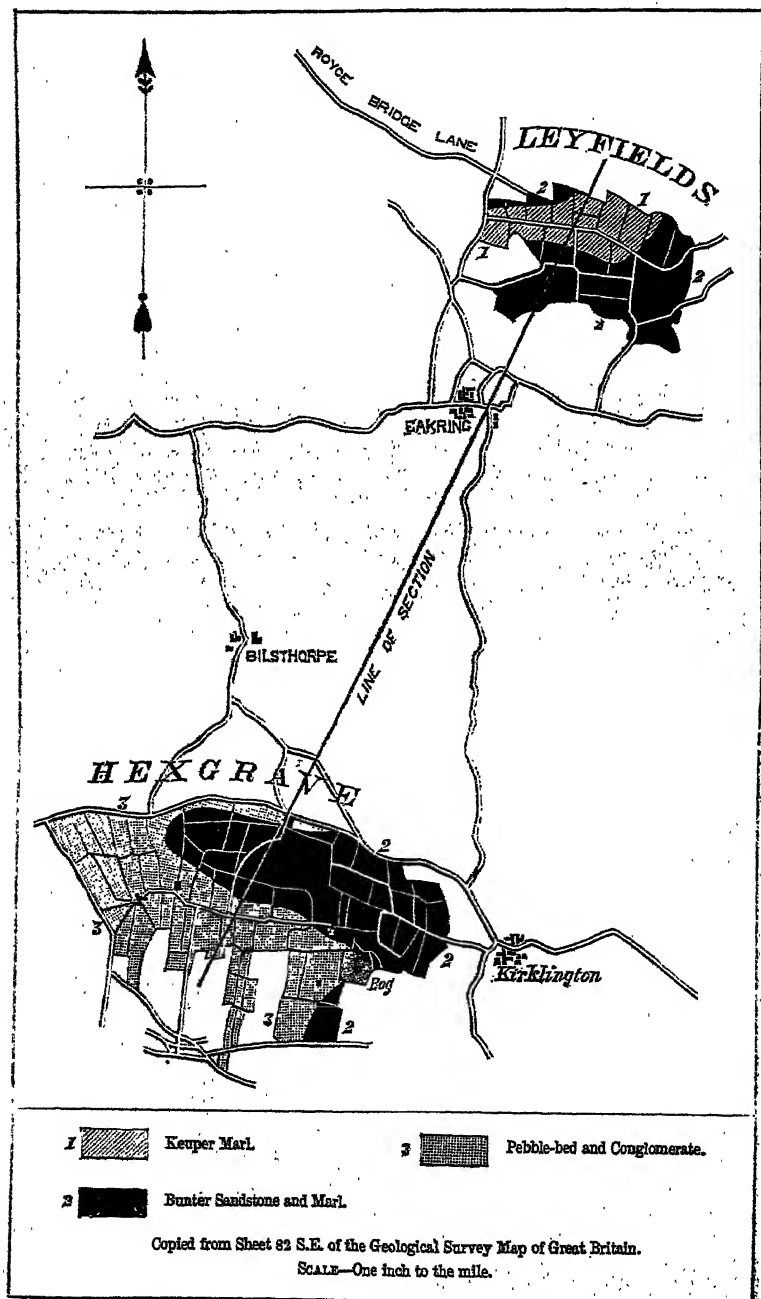 ROYCE BRIDGE LANE
LEYFIELDS.
2
1
1
2
2
EAKRING
LINE OF SECTION
BILSTHORPE
HEXGRAVE
3
2
3
2
Kirklington
Bog
3
2
1 Keuper Marl.
3 Pebble-bed and Conglomerate.
2 Bunter Sandstone and Marl.
Copied from Sheet 82 S.E. of the Geological Survey Map of Great Britain.
SCALE—One inch to the mile.